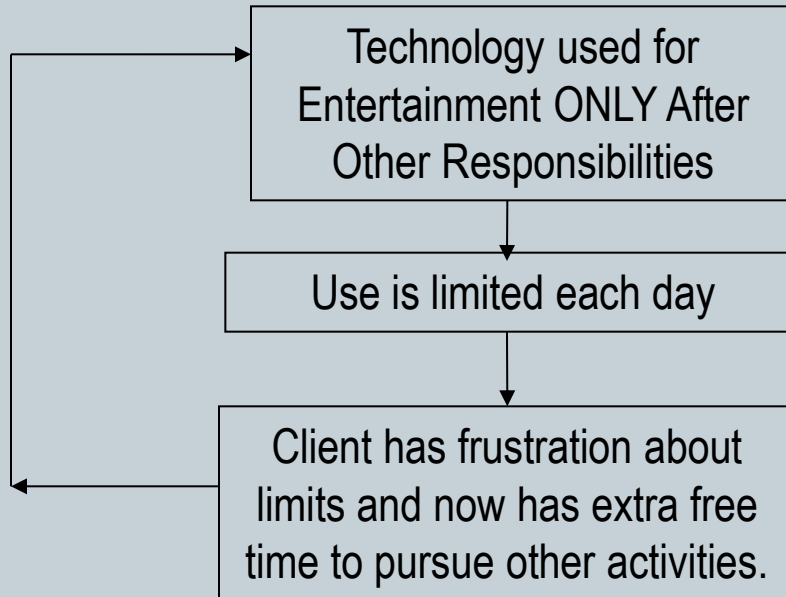 Technology used for
Entertainment ONLY After
Other Responsibilities
Use is limited each day
Client has frustration about
limits and now has extra free
time to pursue other activities.